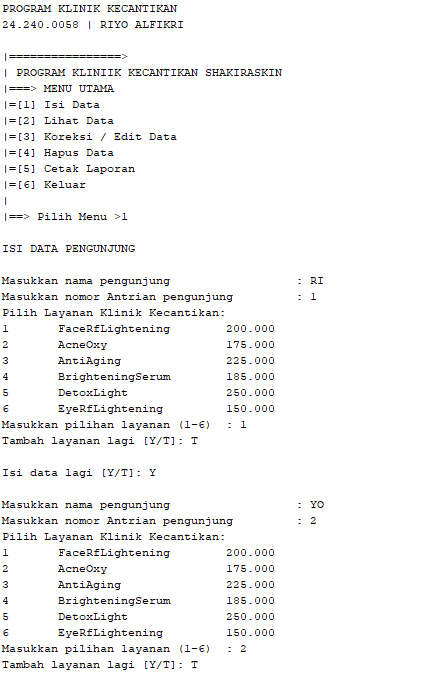 PROGRAM KLINIK KECANTIKAN
24.240.0058 | RIYO ALFIKRI
|================>
| PROGRAM KLINIIK KECANTIKAN SHAKIRASKIN
|===> MENU UTAMA
|=[1] Isi Data
|=[2] Lihat Data
|=[3] Koreksi / Edit Data
|=[4] Hapus Data
|=[5] Cetak Laporan
|=[6] Keluar
|
|==> Pilih Menu >1
ISI DATA PENGUNJUNG
Masukkan nama pengunjung : RI
Masukkan nomor Antrian pengunjung : 1
Pilih Layanan Klinik Kecantikan:
1 FaceRfLightening 200.000
2 AcneOxy 175.000
3 AntiAging 225.000
4 BrighteningSerum 185.000
5 DetoxLight 250.000
6 EyeRfLightening 150.000
Masukkan pilihan layanan (1-6) : 1
Tambah layanan lagi [Y/T]: T
Isi data lagi [Y/T]: Y
Masukkan nama pengunjung : YO
Masukkan nomor Antrian pengunjung : 2
Pilih Layanan Klinik Kecantikan:
1 FaceRfLightening 200.000
2 AcneOxy 175.000
3 AntiAging 225.000
4 BrighteningSerum 185.000
5 DetoxLight 250.000
6 EyeRfLightening 150.000
Masukkan pilihan layanan (1-6) : 2
Tambah layanan lagi [Y/T]: T